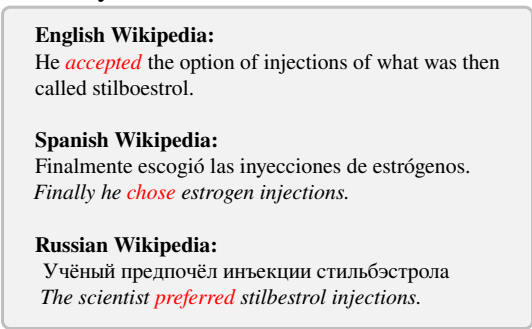 English Wikipedia:
He accepted the option of injections of what was then
called stilboestrol.
Spanish Wikipedia:
Finalmente escogió las inyecciones de estrógenos.
Finally he chose estrogen injections.
Russian Wikipedia:
Учёный предпочёл инъекции стильбэстрола
The scientist preferred stilbestrol injections.